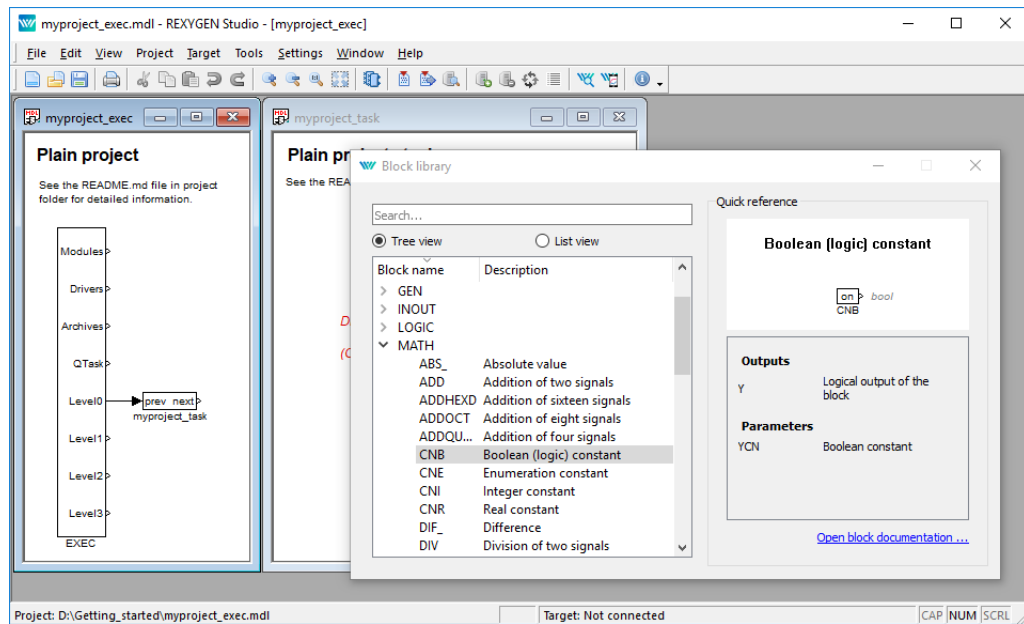 myproject_exec.mdl - REXYGEN Studio - [myproject_exec]
File Edit View Project Target Tools Settings Window Help
myproject_exec
Plain project
See the README.md file in project
folder for detailed information.
Modules
Drivers
Archives
QTask
Level0
Level1
Level2
Level3
EXEC
prev next
myproject_task
myproject_task
Plain pr
See the REA
D
(C
Block library
Search...
Tree view List view
Block name Description
GEN
INOUT
LOGIC
MATH
ABS_ Absolute value
ADD Addition of two signals
ADDHEXD Addition of sixteen signals
ADDOCT Addition of eight signals
ADDQU... Addition of four signals
CNB Boolean (logic) constant
CNE Enumeration constant
CNI Integer constant
CNR Real constant
DIF_ Difference
DIV Division of two signals
Quick reference
Boolean (logic) constant
on bool
CNB
Outputs
Y Logical output of the
block
Parameters
YCN Boolean constant
Open block documentation ...
Project: D:\Getting_started\myproject_exec.mdl Target: Not connected CAP NUM SCRL